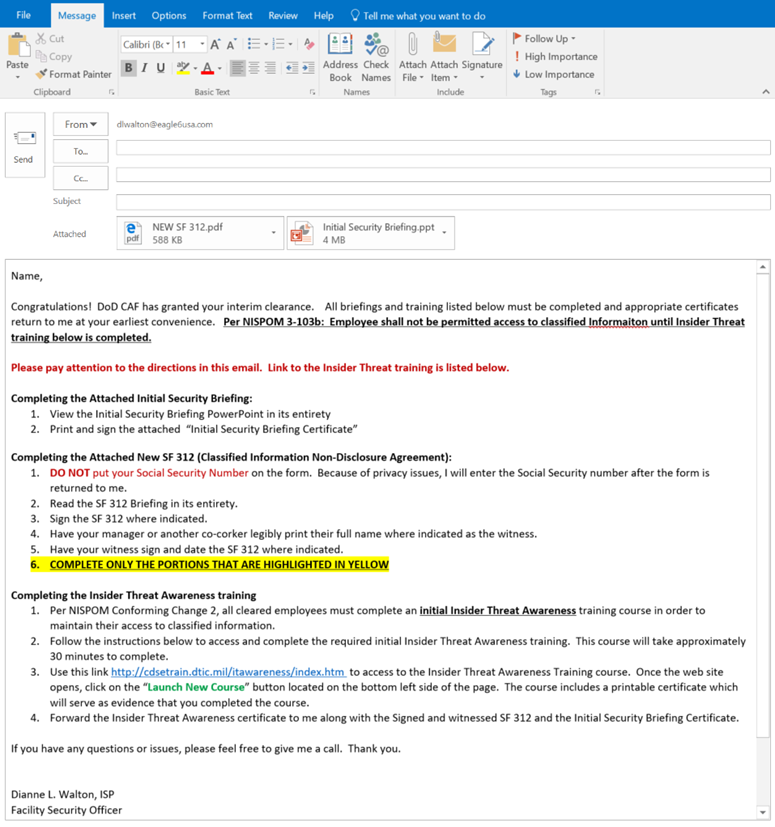 File Message Insert Options Format Text Review Help Tell me what you want to do
Cut
Copy
Format Painter
Paste
Clipboard
Calibri (Bc 11
B I U
Basic Text
Address Book
Check Names
Names
Attach File
Attach Item
Signature
Include
Follow Up
High Importance
Low Importance
Tags
Send
From
dlwalton@eagle6usa.com
To...
Cc...
Subject
Attached
NEW SF 312.pdf
588 KB
Initial Security Briefing.ppt
4 MB
Name,
Congratulations! DoD CAF has granted your interim clearance. All briefings and training listed below must be completed and appropriate certificates
return to me at your earliest convenience. Per NISPOM 3-103b: Employee shall not be permitted access to classified Informaiton until Insider Threat
training below is completed.
Please pay attention to the directions in this email. Link to the Insider Threat training is listed below.
Completing the Attached Initial Security Briefing:
1. View the Initial Security Briefing PowerPoint in its entirety
2. Print and sign the attached “Initial Security Briefing Certificate”
Completing the Attached New SF 312 (Classified Information Non-Disclosure Agreement):
1. DO NOT put your Social Security Number on the form. Because of privacy issues, I will enter the Social Security number after the form is
returned to me.
2. Read the SF 312 Briefing in its entirety.
3. Sign the SF 312 where indicated.
4. Have your manager or another co-corker legibly print their full name where indicated as the witness.
5. Have your witness sign and date the SF 312 where indicated.
6. COMPLETE ONLY THE PORTIONS THAT ARE HIGHLIGHTED IN YELLOW
Completing the Insider Threat Awareness training
1. Per NISPOM Conforming Change 2, all cleared employees must complete an initial Insider Threat Awareness training course in order to
maintain their access to classified information.
2. Follow the instructions below to access and complete the required initial Insider Threat Awareness training. This course will take approximately
30 minutes to complete.
3. Use this link http://cdsetrain.dtic.mil/itawareness/index.htm to access to the Insider Threat Awareness Training course. Once the web site
opens, click on the “Launch New Course” button located on the bottom left side of the page. The course includes a printable certificate which
will serve as evidence that you completed the course.
4. Forward the Insider Threat Awareness certificate to me along with the Signed and witnessed SF 312 and the Initial Security Briefing Certificate.
If you have any questions or issues, please feel free to give me a call. Thank you.
Dianne L. Walton, ISP
Facility Security Officer